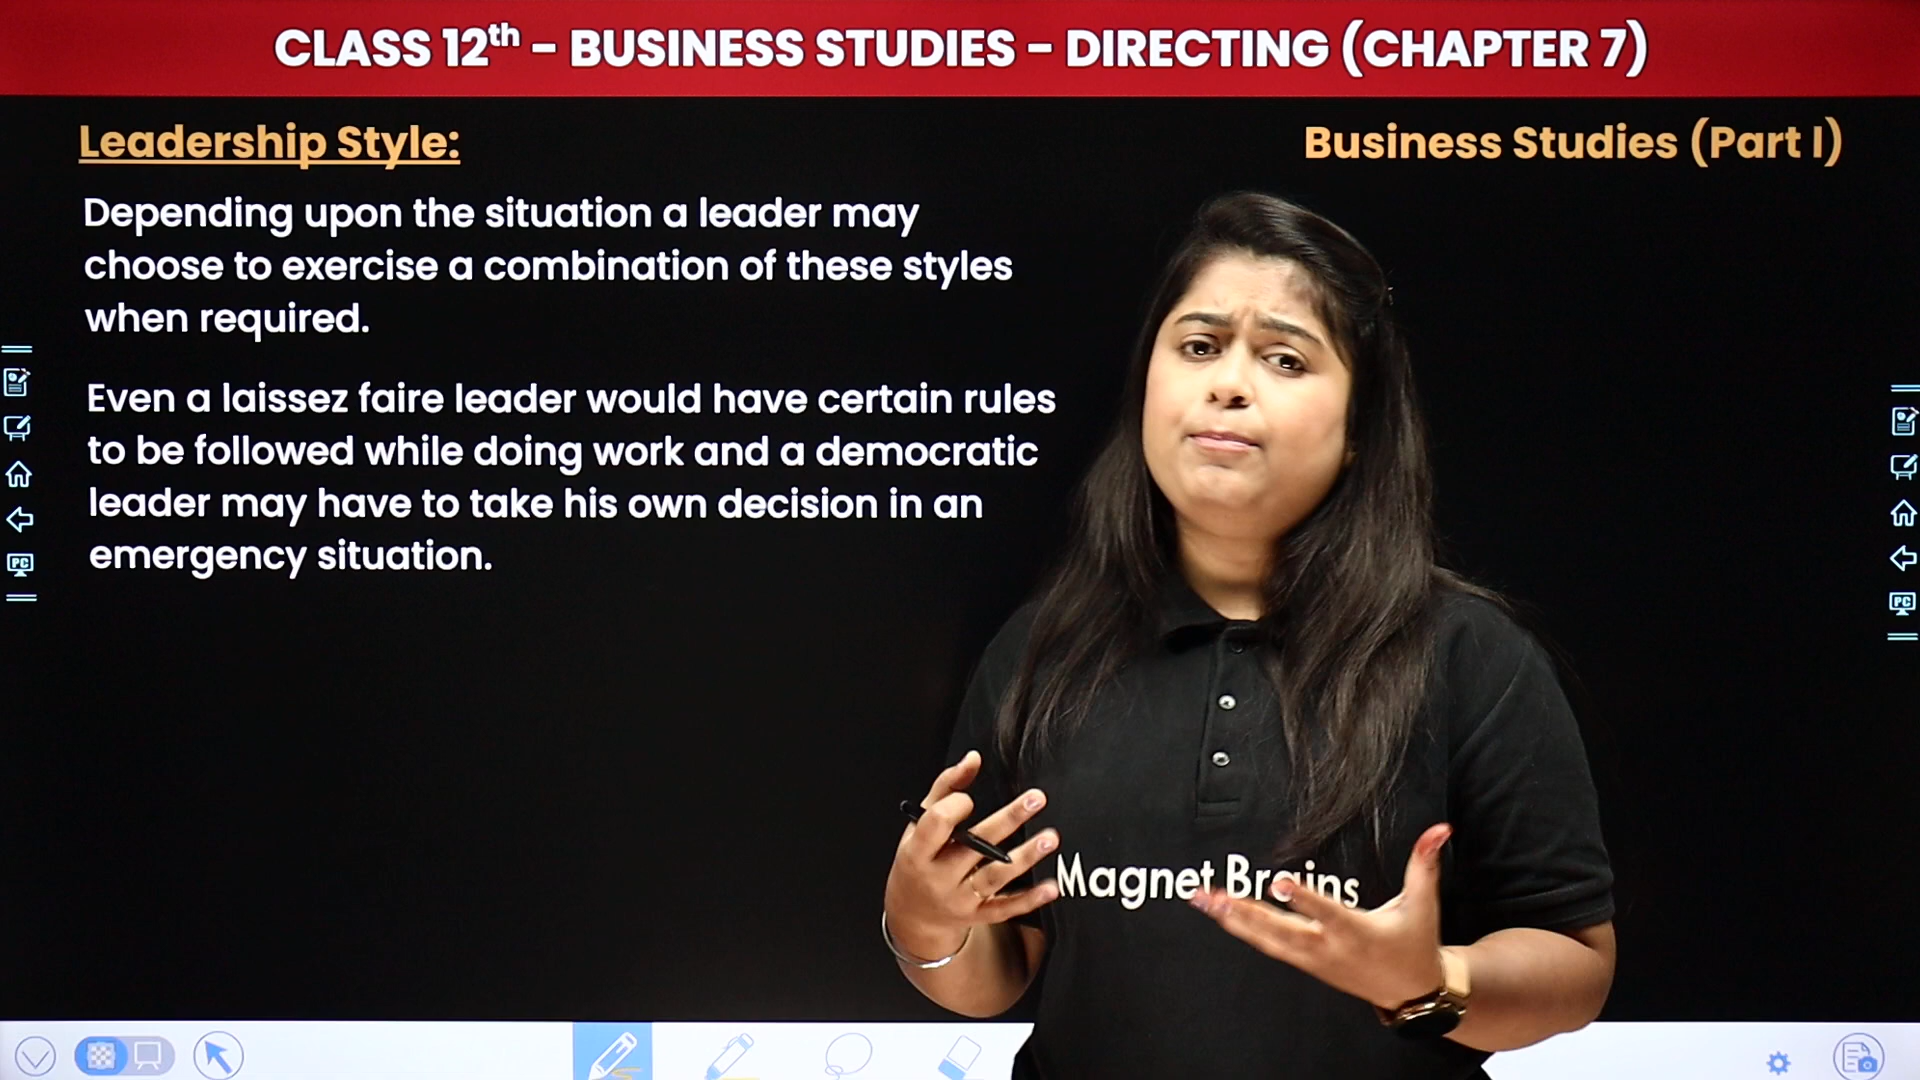 CLASS 12th - BUSINESS STUDIES - DIRECTING (CHAPTER 7)
Leadership Style:
Business Studies (Part I)
Depending upon the situation a leader may
choose to exercise a combination of these styles
when required.
Even a laissez faire leader would have certain rules
to be followed while doing work and a democratic
leader may have to take his own decision in an
emergency situation.
PC
PC
Magnet Brains